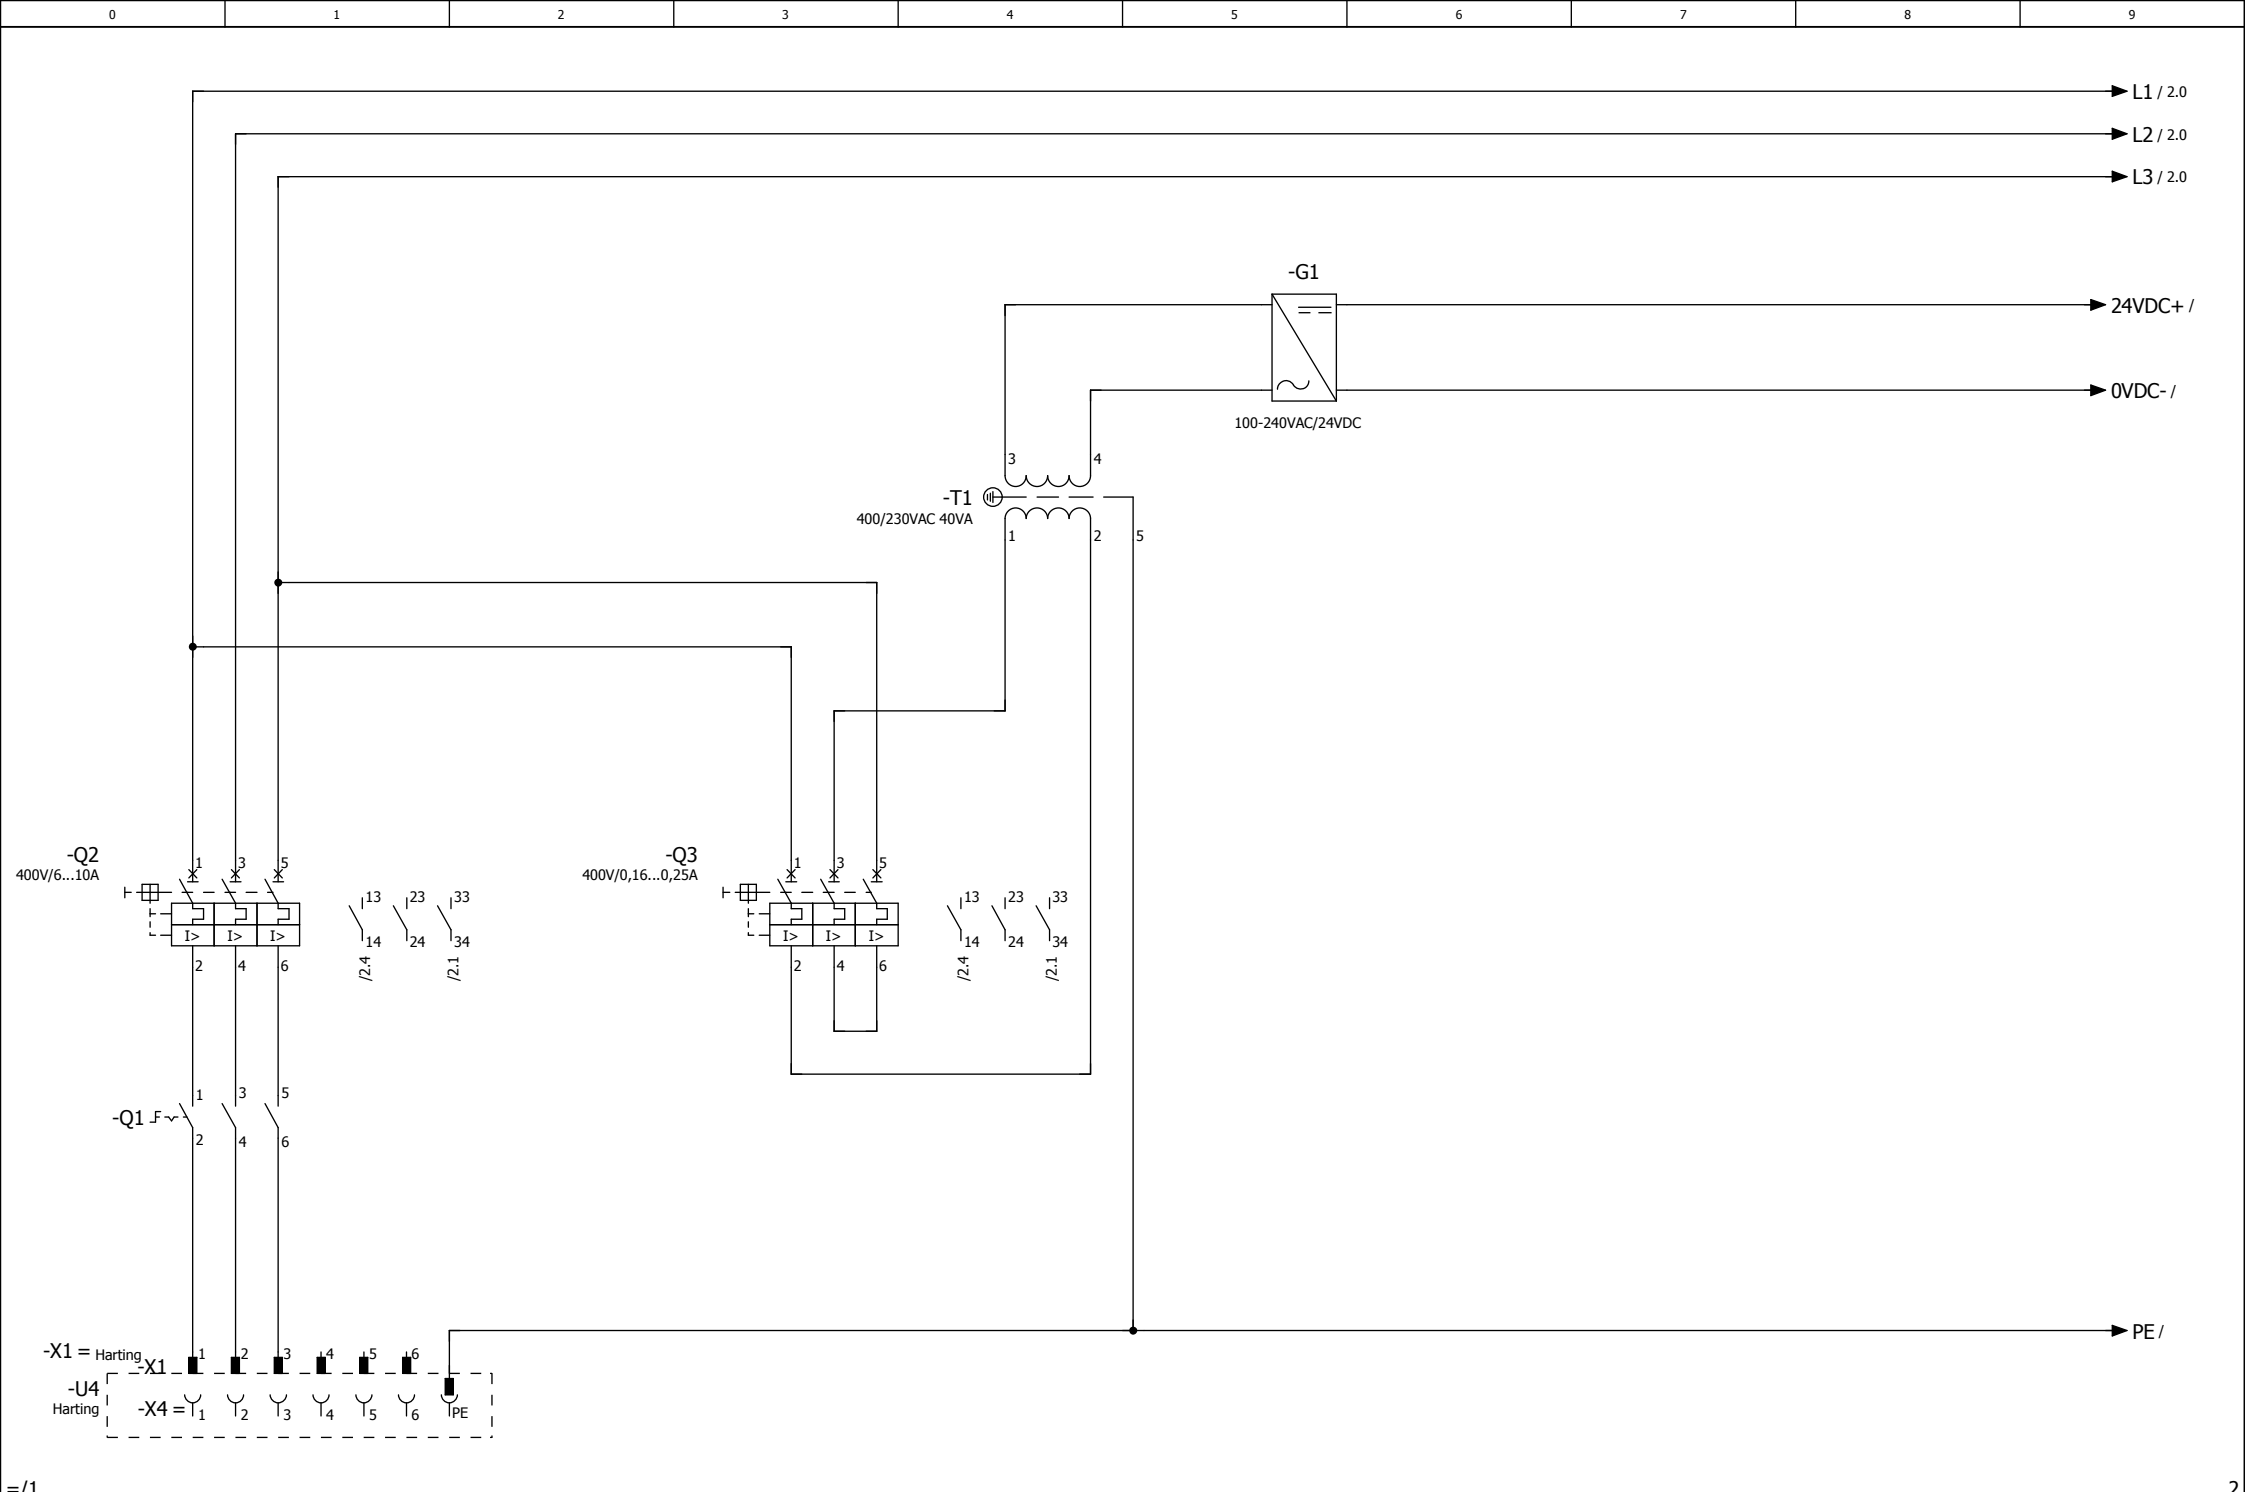 0 1 2 3 4 5 6 7 8 9
L1 / 2.0
L2 / 2.0
L3 / 2.0
-G1
24VDC+ /
0VDC- /
100-240VAC/24VDC
3 4
-T1
400/230VAC 40VA
1 2 5
-Q2
400V/6...10A
1 3 5
13 23 33
I> I> I>
14 24 34
2 4 6
/2.4 /2.1
-Q3
400V/0,16...0,25A
1 3 5
13 23 33
I> I> I>
14 24 34
2 4 6
/2.4 /2.1
1 3 5
-Q1
2 4 6
PE /
-X1 = Harting
-X1
1 2 3 4 5 6
-U4
Harting
-X4 =
1 2 3 4 5 6 PE
=/1
2